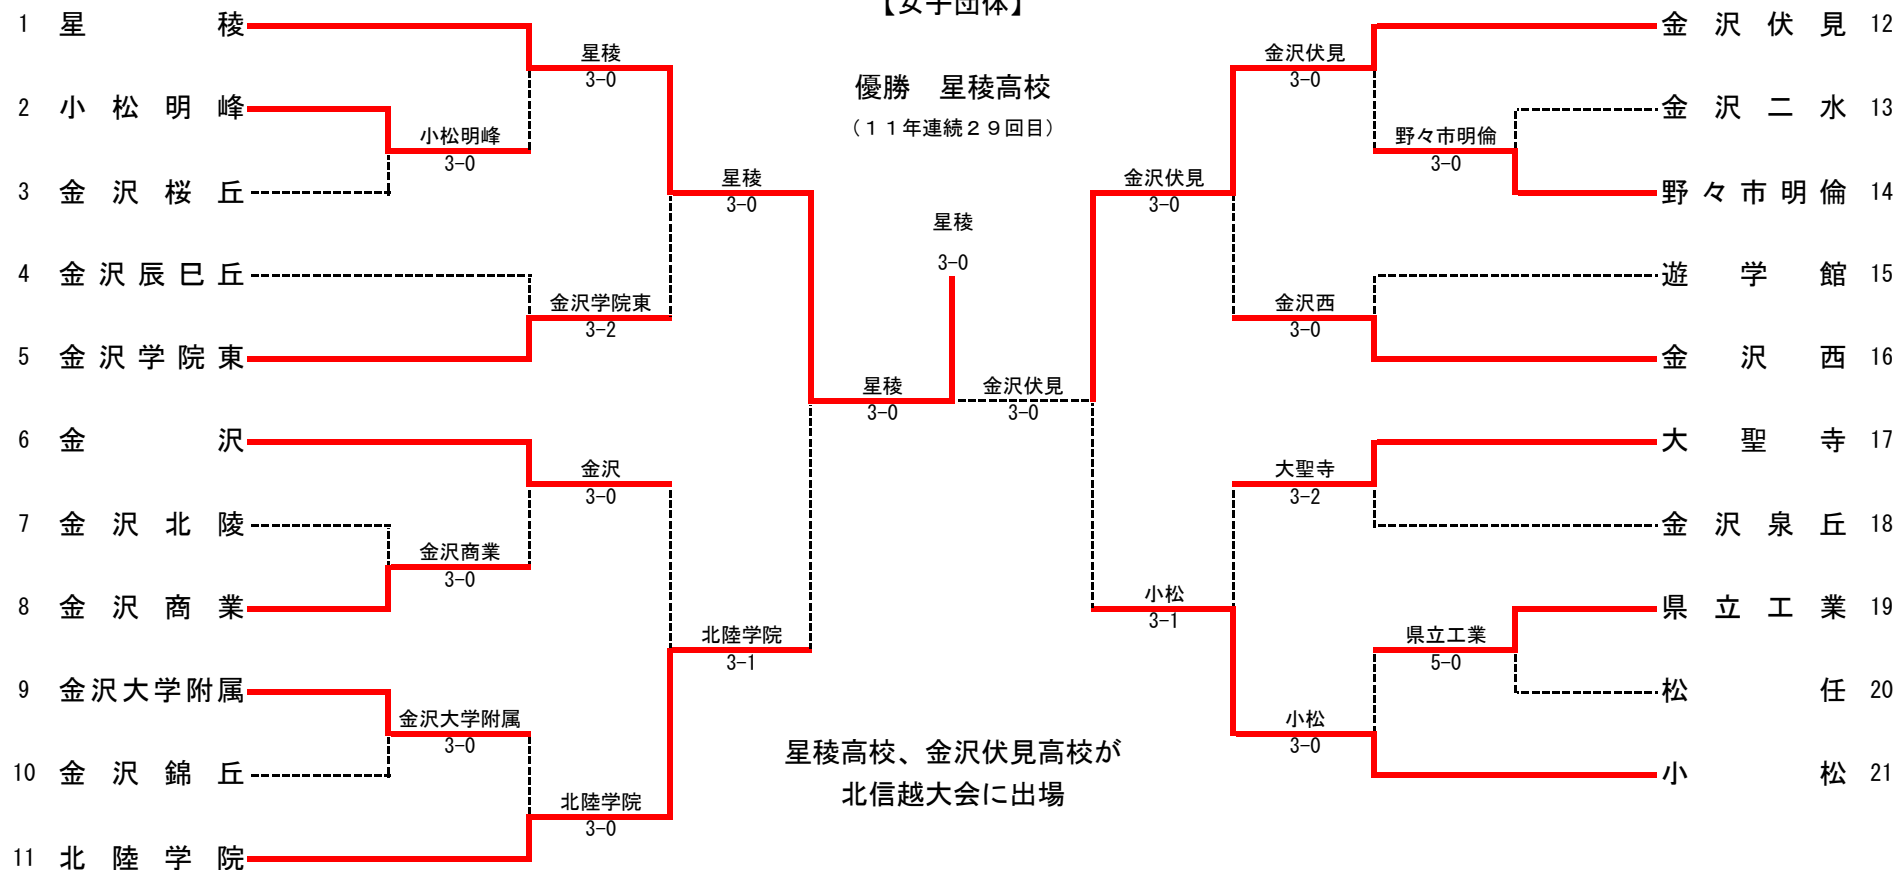 【女子団体】
優勝　星稜高校
（１１年連続２９回目）
1 星稜
2 小松明峰
3 金沢桜丘
4 金沢辰巳丘
5 金沢学院東
6 金沢
7 金沢北陵
8 金沢商業
9 金沢大学附属
10 金沢錦丘
11 北陸学院
小松明峰
3-0
金沢商業
3-0
金沢大学附属
3-0
星稜
3-0
金沢学院東
3-2
金沢
3-0
北陸学院
3-0
星稜
3-0
北陸学院
3-1
星稜
3-0
星稜
3-0
金沢伏見
3-0
金沢伏見
3-0
小松
3-1
金沢伏見
3-0
金沢西
3-0
大聖寺
3-2
小松
3-0
野々市明倫
3-0
県立工業
5-0
金沢伏見 12
金沢二水 13
野々市明倫 14
遊学館 15
金沢西 16
大聖寺 17
金沢泉丘 18
県立工業 19
松任 20
小松 21
星稜高校、金沢伏見高校が
北信越大会に出場